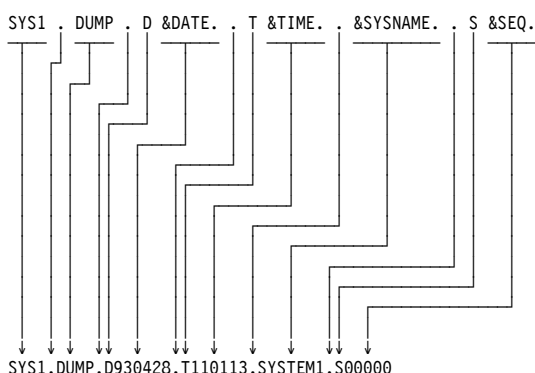 SYS1 . DUMP . D &DATE. . T &TIME. . &SYSNAME. . S &SEQ.
SYS1.DUMP.D930428.T110113.SYSTEM1.S00000